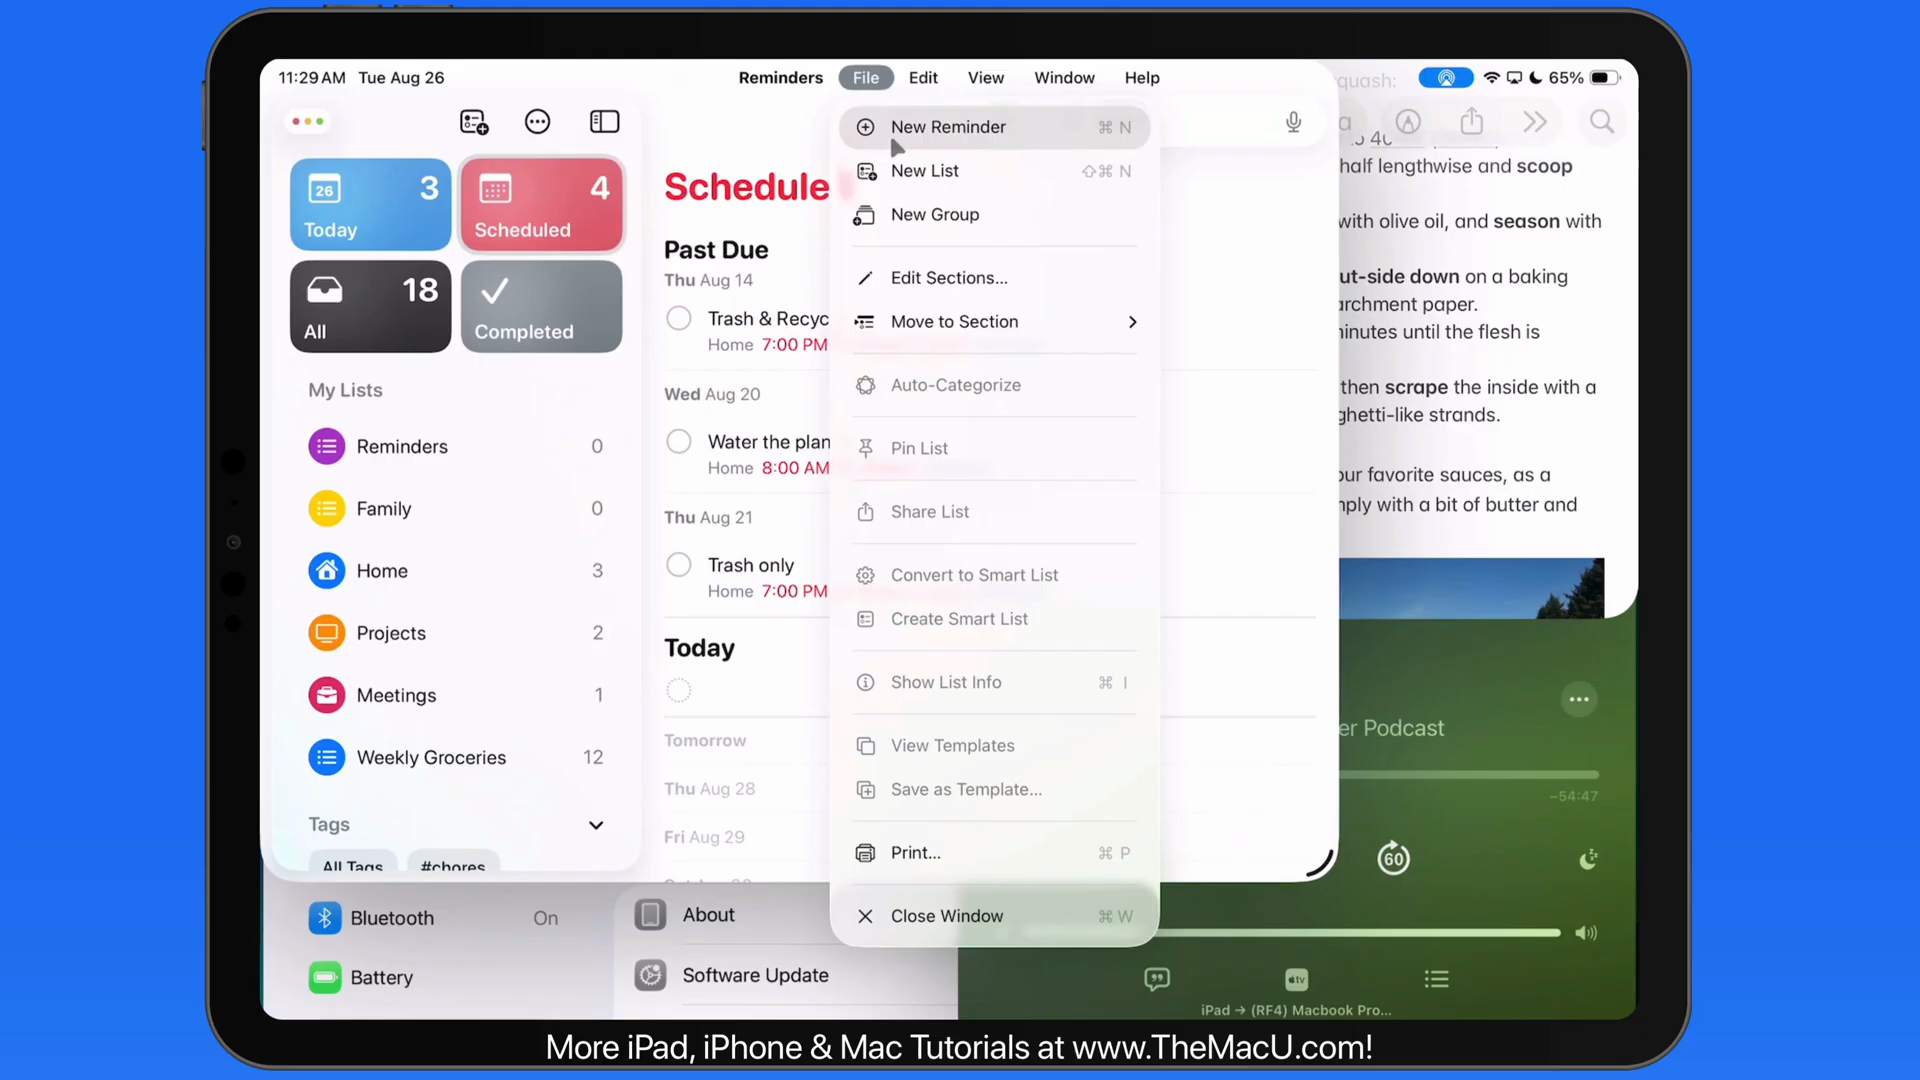 11:29 AM Tue Aug 26
Reminders File Edit View Window Help
65%
quash:
26
3
Today
4
Scheduled
18
All
Completed
My Lists
Reminders 0
Family 0
Home 3
Projects 2
Meetings 1
Weekly Groceries 12
Tags
All Tags #chores
Schedule
Past Due
Thu Aug 14
Trash & Recyc
Home 7:00 PM
Wed Aug 20
Water the plan
Home 8:00 AM
Thu Aug 21
Trash only
Home 7:00 PM
Today
Tomorrow
Thu Aug 28
Fri Aug 29
New Reminder ⌘ N
New List ⇧⌘ N
New Group
Edit Sections...
Move to Section
Auto-Categorize
Pin List
Share List
Convert to Smart List
Create Smart List
Show List Info ⌘ I
View Templates
Save as Template...
Print... ⌘ P
Close Window ⌘ W
half lengthwise and scoop
with olive oil, and season with
ut-side down on a baking
archment paper.
inutes until the flesh is
then scrape the inside with a
ghetti-like strands.
our favorite sauces, as a
mply with a bit of butter and
er Podcast
-54:47
60
tv
iPad → (RF4) Macbook Pro...
Bluetooth On
Battery
About
Software Update
More iPad, iPhone & Mac Tutorials at www.TheMacU.com!